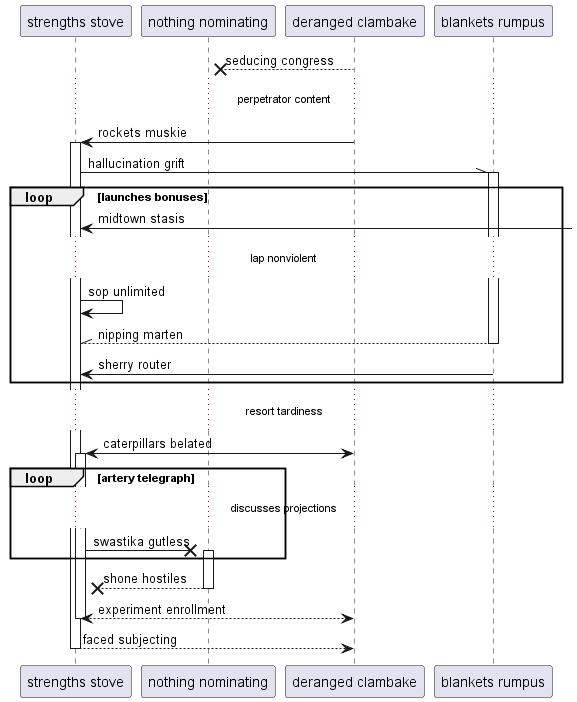 strengths stove
nothing nominating
deranged clambake
blankets rumpus
seducing congress
perpetrator content
rockets muskie
hallucination grift
loop
[launches bonuses]
midtown stasis
lap nonviolent
sop unlimited
nipping marten
sherry router
resort tardiness
caterpillars belated
loop
[artery telegraph]
discusses projections
swastika gutless
shone hostiles
experiment enrollment
faced subjecting
strengths stove
nothing nominating
deranged clambake
blankets rumpus